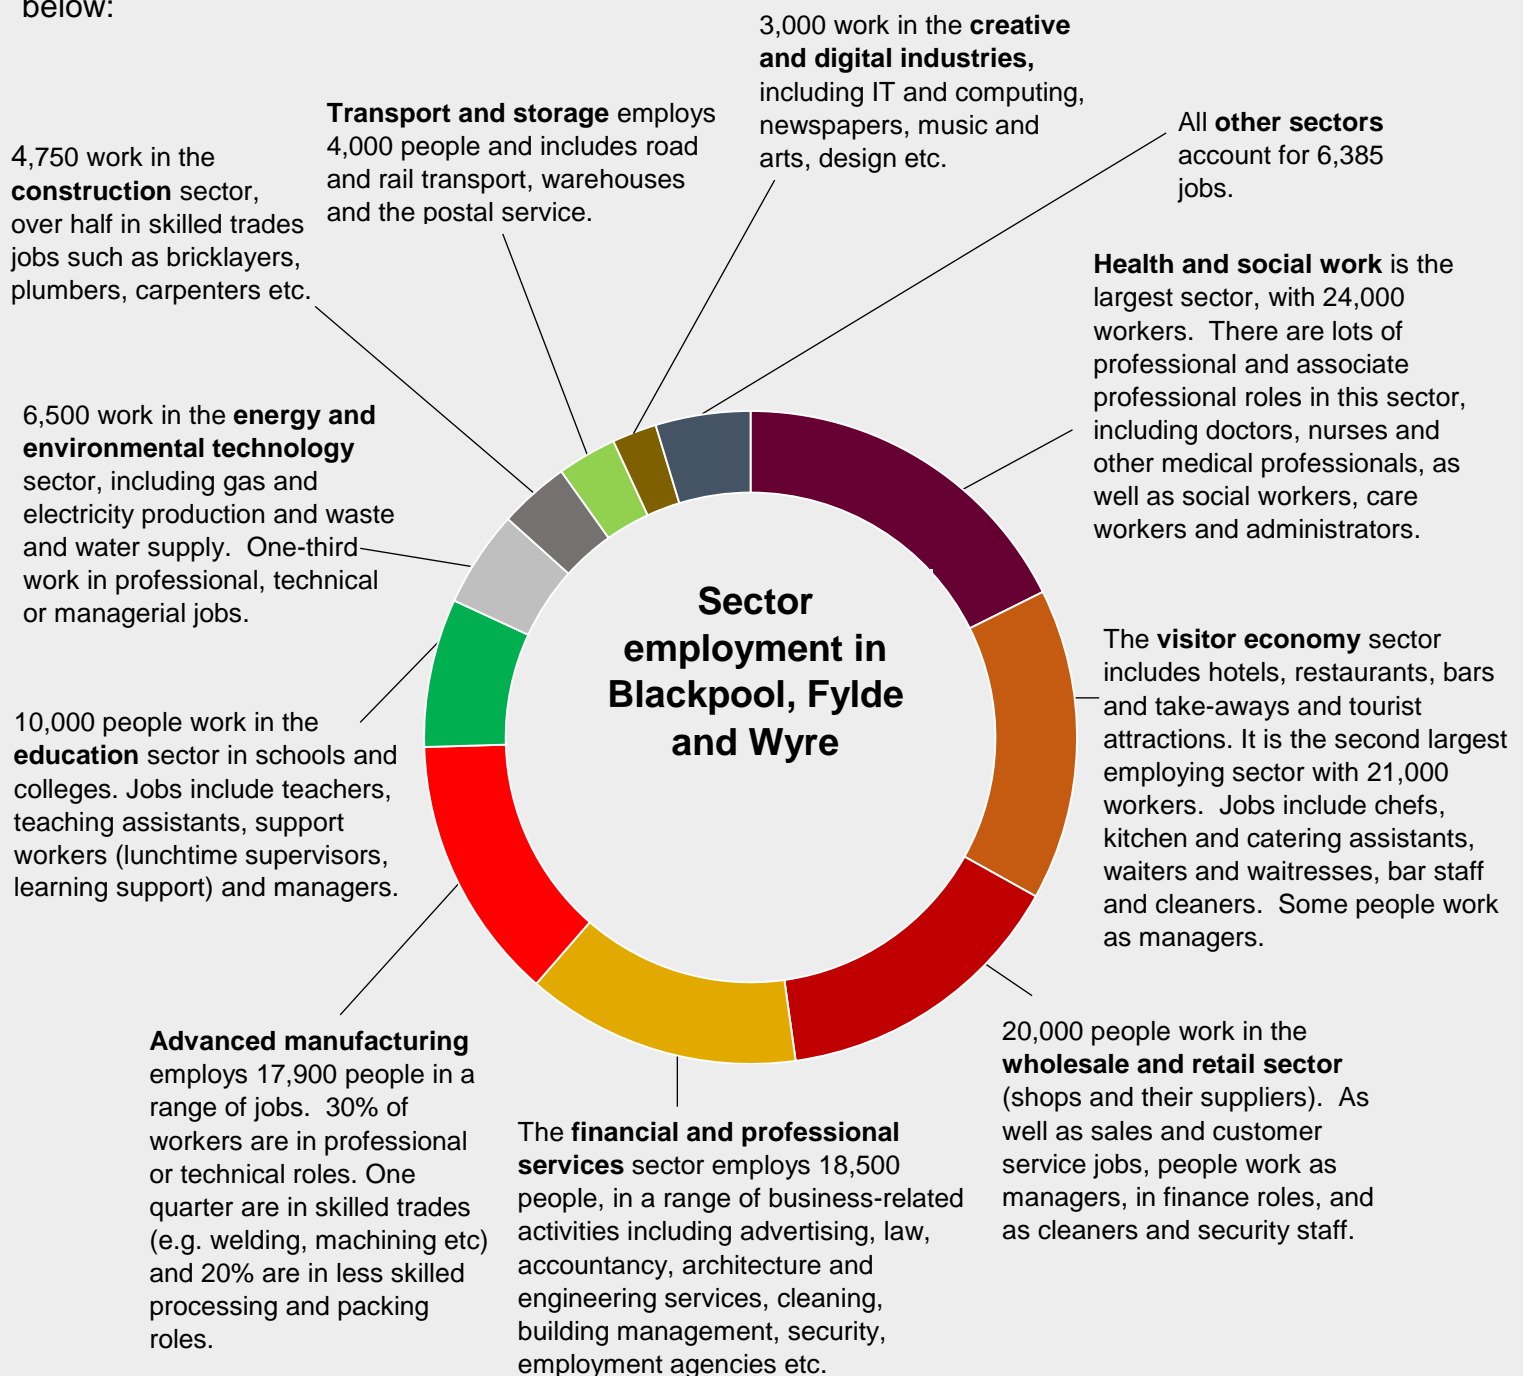 below:
3,000 work in the creative
and digital industries,
including IT and computing,
newspapers, music and
arts, design etc.
Transport and storage employs
4,000 people and includes road
and rail transport, warehouses
and the postal service.
All other sectors
account for 6,385
jobs.
4,750 work in the
construction sector,
over half in skilled trades
jobs such as bricklayers,
plumbers, carpenters etc.
Health and social work is the
largest sector, with 24,000
workers.  There are lots of
professional and associate
professional roles in this sector,
including doctors, nurses and
other medical professionals, as
well as social workers, care
workers and administrators.
6,500 work in the energy and
environmental technology
sector, including gas and
electricity production and waste
and water supply.  One-third
work in professional, technical
or managerial jobs.
Sector
employment in
Blackpool, Fylde
and Wyre
The visitor economy sector
includes hotels, restaurants, bars
and take-aways and tourist
attractions. It is the second largest
employing sector with 21,000
workers.  Jobs include chefs,
kitchen and catering assistants,
waiters and waitresses, bar staff
and cleaners.  Some people work
as managers.
10,000 people work in the
education sector in schools and
colleges. Jobs include teachers,
teaching assistants, support
workers (lunchtime supervisors,
learning support) and managers.
20,000 people work in the
wholesale and retail sector
(shops and their suppliers).  As
well as sales and customer
service jobs, people work as
managers, in finance roles, and
as cleaners and security staff.
Advanced manufacturing
employs 17,900 people in a
range of jobs.  30% of
workers are in professional
or technical roles. One
quarter are in skilled trades
(e.g. welding, machining etc)
and 20% are in less skilled
processing and packing
roles.
The financial and professional
services sector employs 18,500
people, in a range of business-related
activities including advertising, law,
accountancy, architecture and
engineering services, cleaning,
building management, security,
employment agencies etc.